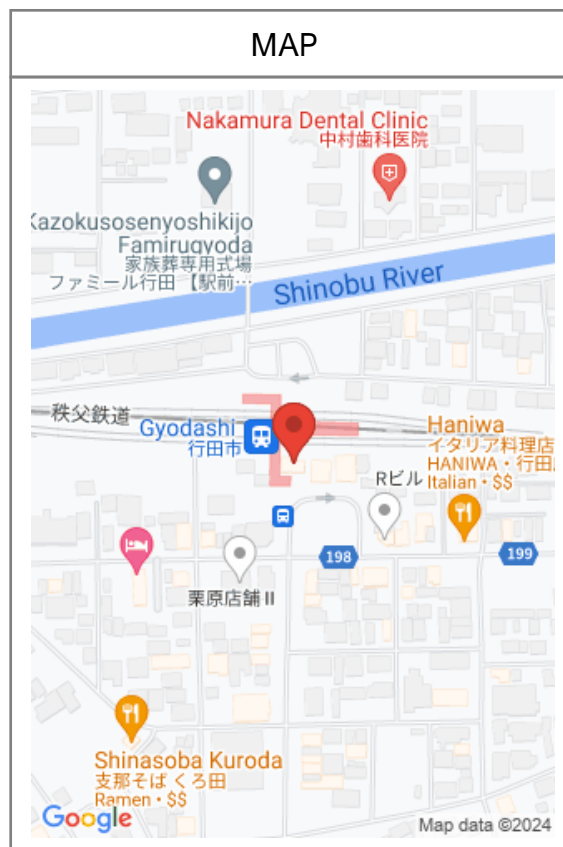 MAP
Nakamura Dental Clinic
中村歯科医院
Kazokusosenyoshikijo
Famirugyoda
家族葬専用式場
ファミール行田【駅前…
Shinobu River
秩父鉄道
Gyodashi
行田市
Haniwa
イタリア料理店
HANIWA・行田
Italian・$$
Rビル
198
199
栗原店舗Ⅱ
Shinasoba Kuroda
支那そば くろ田
Ramen・$$
Google
Map data ©2024